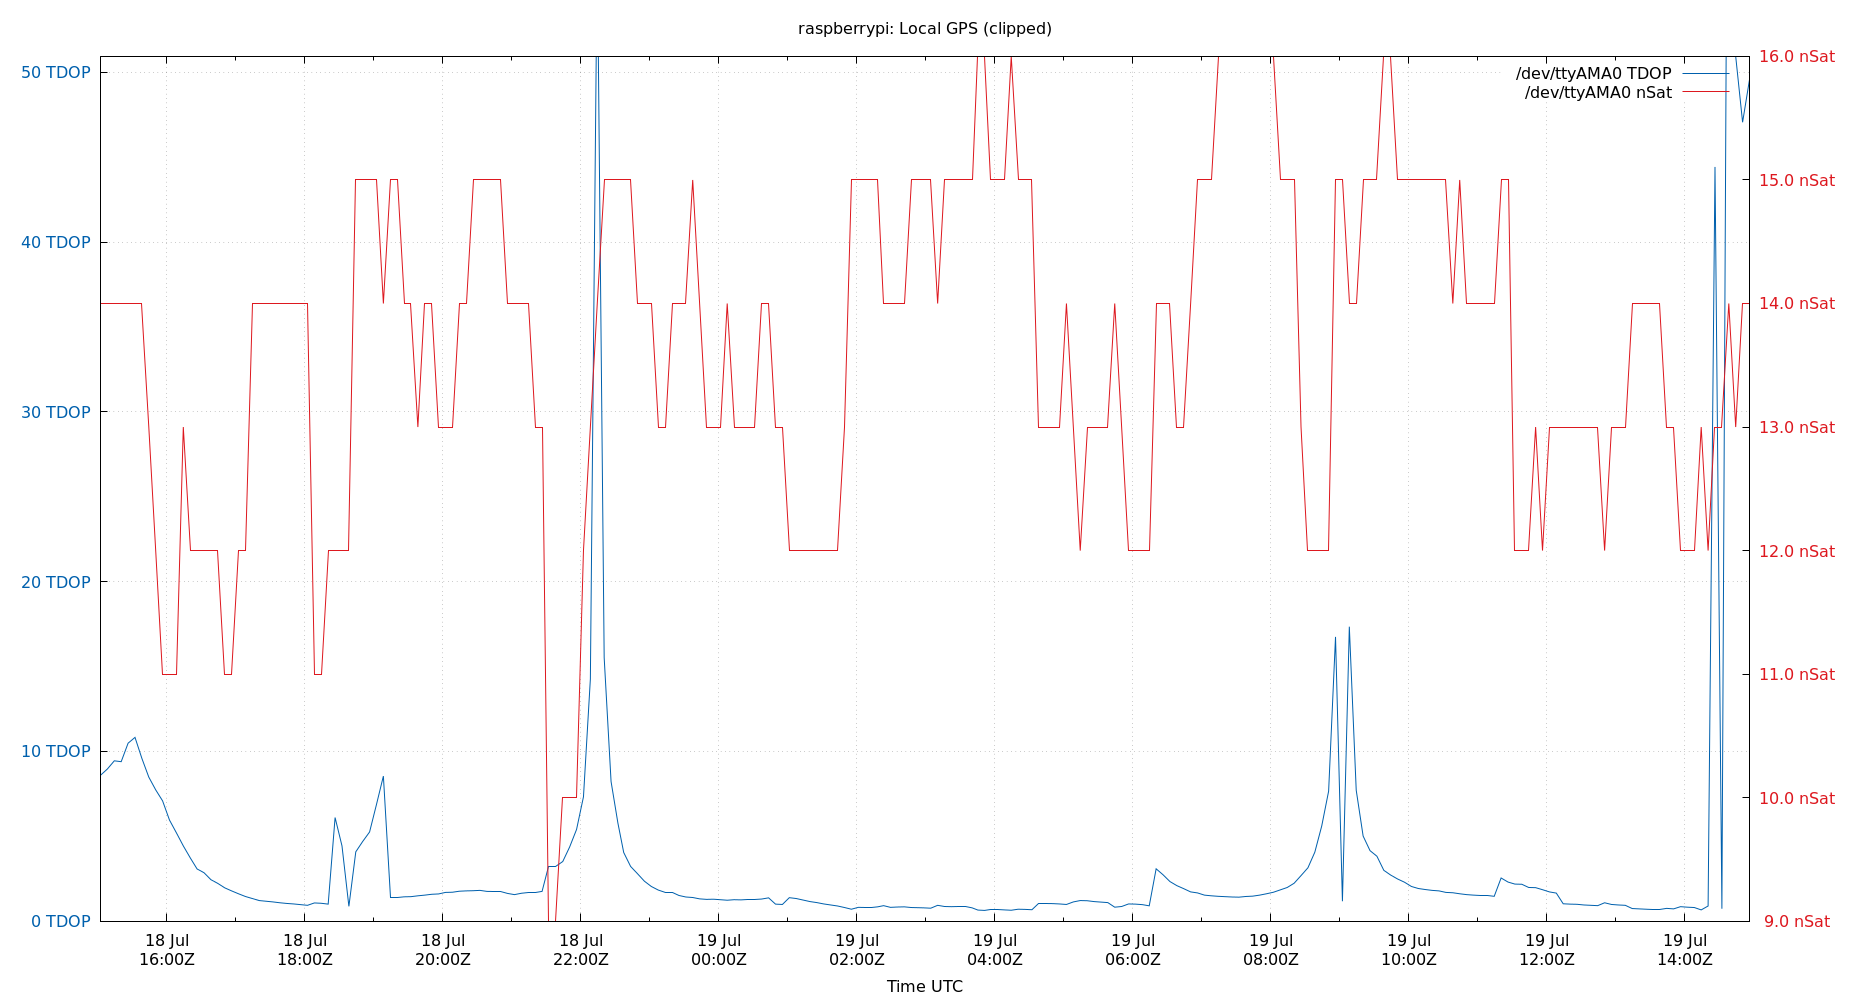 raspberrypi: Local GPS (clipped)
/dev/ttyAMA0 TDOP
/dev/ttyAMA0 nSat
50 TDOP
40 TDOP
30 TDOP
20 TDOP
10 TDOP
0 TDOP
16.0 nSat
15.0 nSat
14.0 nSat
13.0 nSat
12.0 nSat
11.0 nSat
10.0 nSat
9.0 nSat
18 Jul
16:00Z
18 Jul
18:00Z
18 Jul
20:00Z
18 Jul
22:00Z
19 Jul
00:00Z
19 Jul
02:00Z
19 Jul
04:00Z
19 Jul
06:00Z
19 Jul
08:00Z
19 Jul
10:00Z
19 Jul
12:00Z
19 Jul
14:00Z
Time UTC